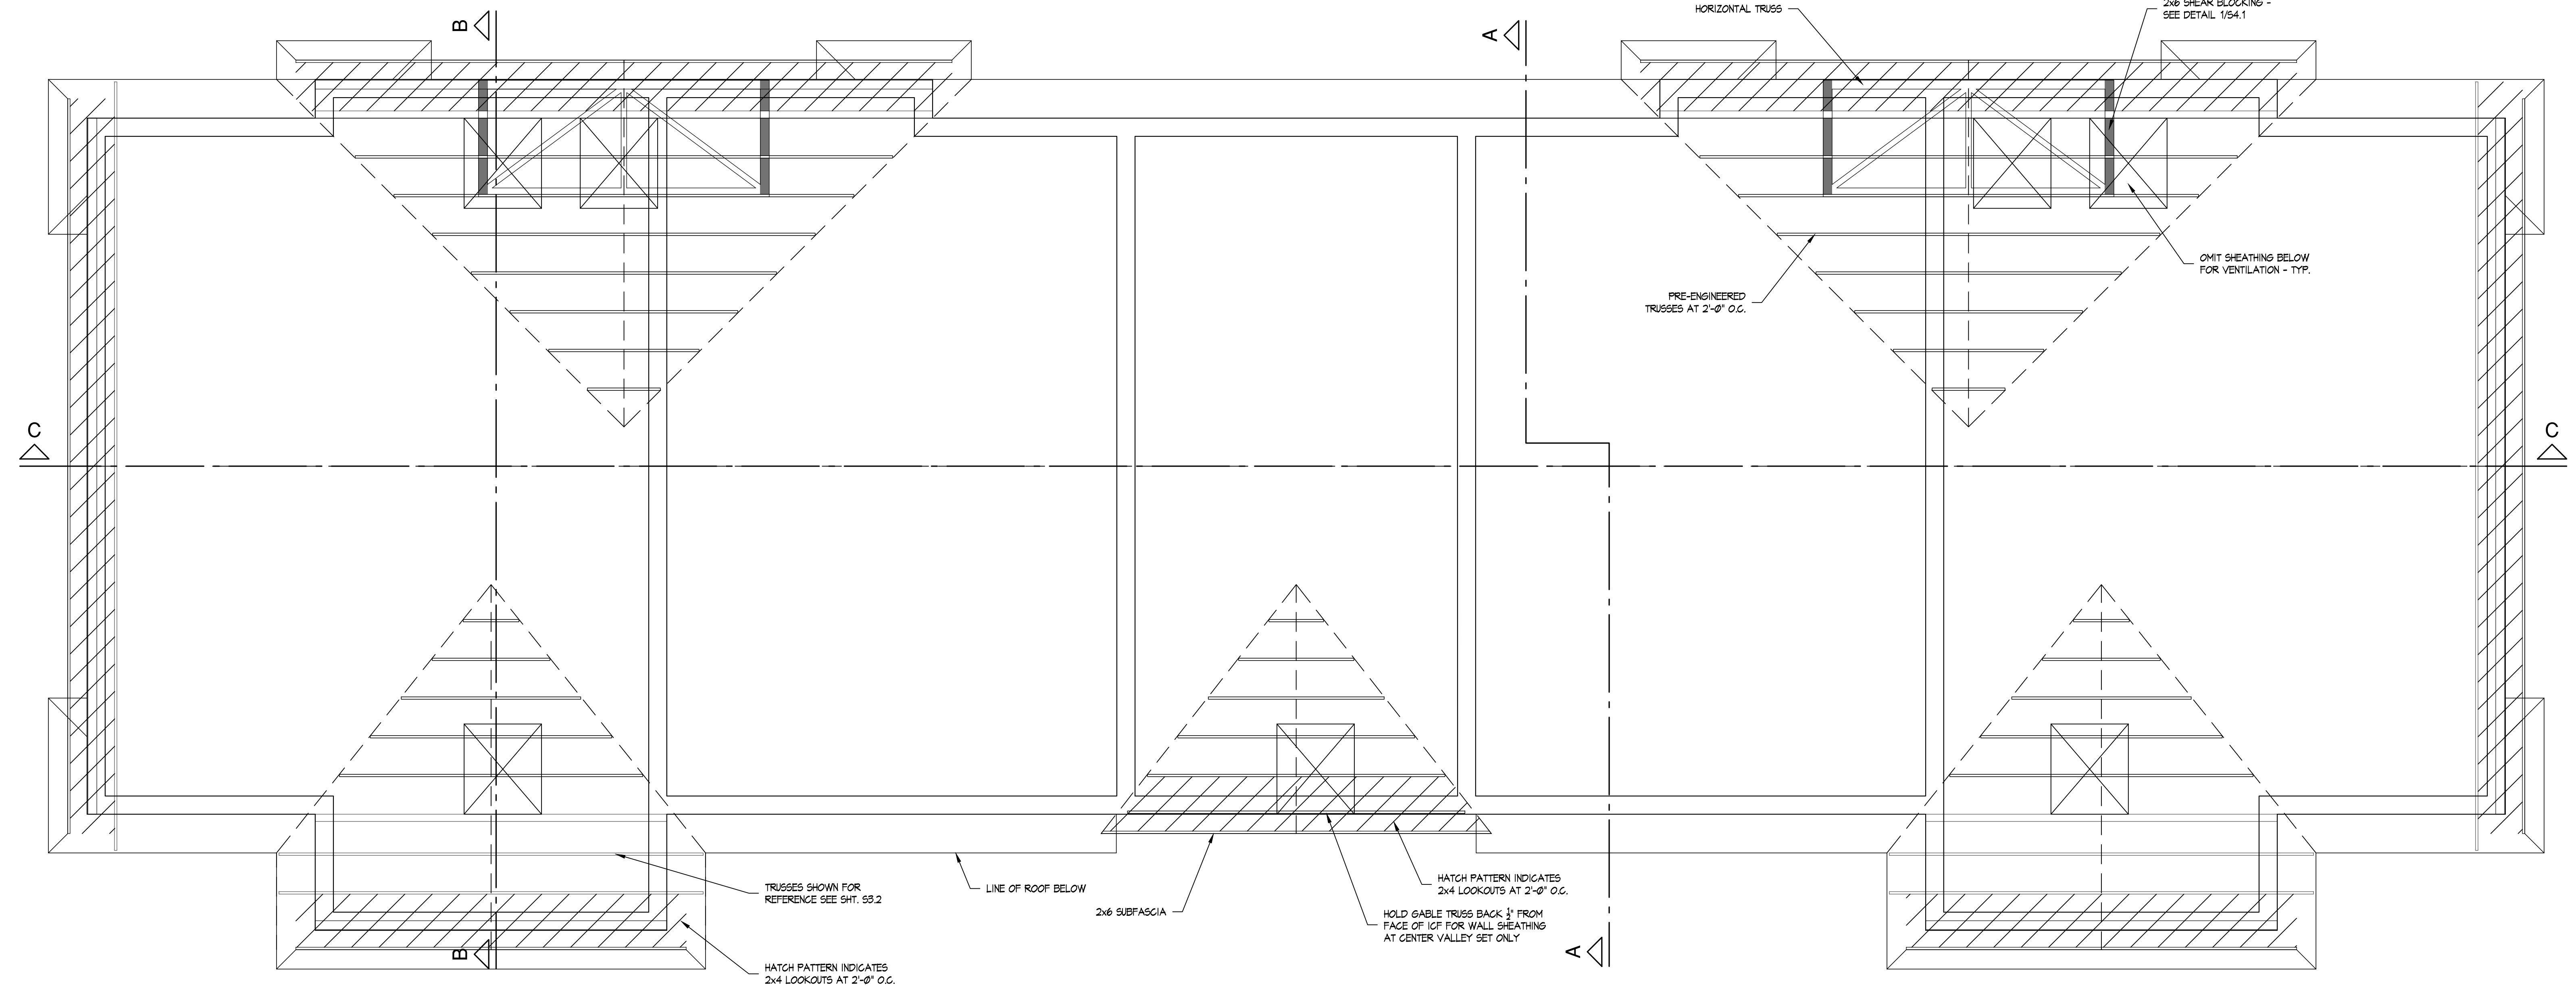 B
A
HORIZONTAL TRUSS
2x6 SHEAR BLOCKING -
SEE DETAIL 1/S4.1
OMIT SHEATHING BELOW
FOR VENTILATION - TYP.
PRE-ENGINEERED
TRUSSES AT 2'-0" O.C.
C
C
TRUSSES SHOWN FOR
REFERENCE SEE SHT. S3.2
LINE OF ROOF BELOW
HATCH PATTERN INDICATES
2x4 LOOKOUTS AT 2'-0" O.C.
2x6 SUBFASCIA
HOLD GABLE TRUSS BACK ½" FROM
FACE OF ICF FOR WALL SHEATHING
AT CENTER VALLEY SET ONLY
B
A
HATCH PATTERN INDICATES
2x4 LOOKOUTS AT 2'-0" O.C.